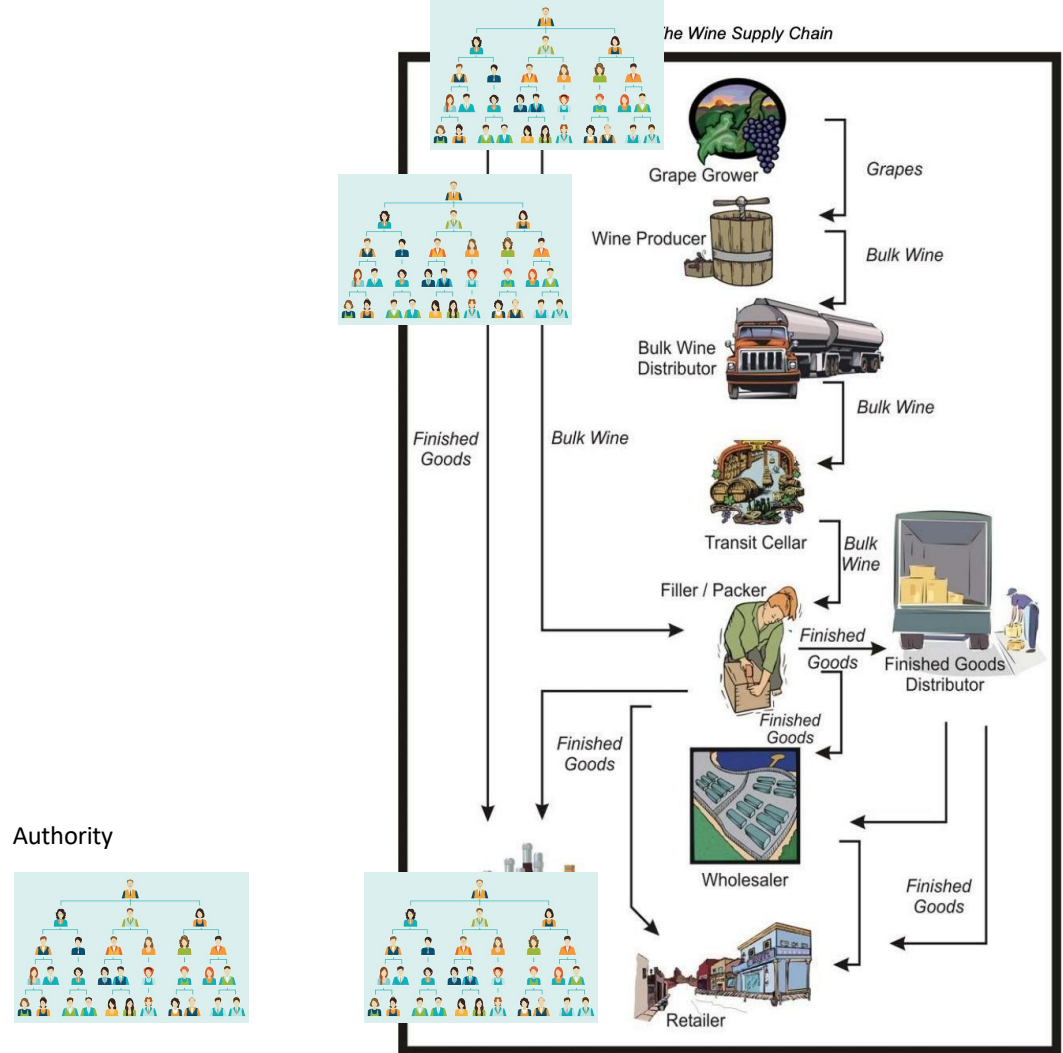 he Wine Supply Chain
Grape Grower
Grapes
Wine Producer
Bulk Wine
Bulk Wine
Distributor
Bulk Wine
Finished
Goods
Bulk Wine
Transit Cellar
Bulk
Wine
Filler / Packer
Finished
Goods
Finished Goods
Distributor
Finished
Goods
Finished
Goods
Authority
Wholesaler
Finished
Goods
Retailer